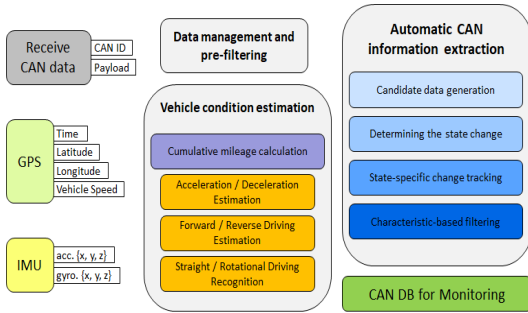 Receive
CAN data
CAN ID
Payload
GPS
Time
Latitude
Longitude
Vehicle Speed
IMU
acc. {x, y, z}
gyro. {x, y, z}
Data management and
pre-filtering
Vehicle condition estimation
Cumulative mileage calculation
Acceleration / Deceleration
Estimation
Forward / Reverse Driving
Estimation
Straight / Rotational Driving
Recognition
Automatic CAN
information extraction
Candidate data generation
Determining the state change
State-specific change tracking
Characteristic-based filtering
CAN DB for Monitoring